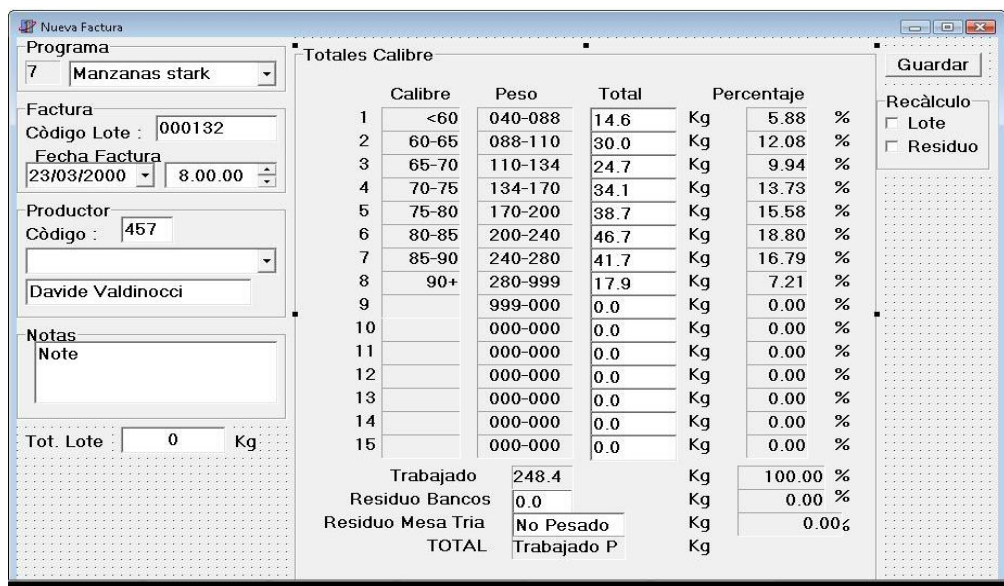 Nueva Factura
Programa
7 Manzanas stark
Factura
Còdigo Lote : 000132
Fecha Factura
23/03/2000 8.00.00
Productor
Còdigo : 457
Davide Valdinocci
Notas
Note
Tot. Lote : 0 Kg
Totales Calibre
Calibre Peso Total Percentaje
1 <60 040-088 14.6 Kg 5.88 %
2 60-65 088-110 30.0 Kg 12.08 %
3 65-70 110-134 24.7 Kg 9.94 %
4 70-75 134-170 34.1 Kg 13.73 %
5 75-80 170-200 38.7 Kg 15.58 %
6 80-85 200-240 46.7 Kg 18.80 %
7 85-90 240-280 41.7 Kg 16.79 %
8 90+ 280-999 17.9 Kg 7.21 %
9 999-000 0.0 Kg 0.00 %
10 000-000 0.0 Kg 0.00 %
11 000-000 0.0 Kg 0.00 %
12 000-000 0.0 Kg 0.00 %
13 000-000 0.0 Kg 0.00 %
14 000-000 0.0 Kg 0.00 %
15 000-000 0.0 Kg 0.00 %
Trabajado 248.4 Kg 100.00 %
Residuo Bancos 0.0 Kg 0.00 %
Residuo Mesa Tria No Pesado Kg 0.00
TOTAL Trabajado P Kg
Guardar
Recàlculo
Lote
Residuo